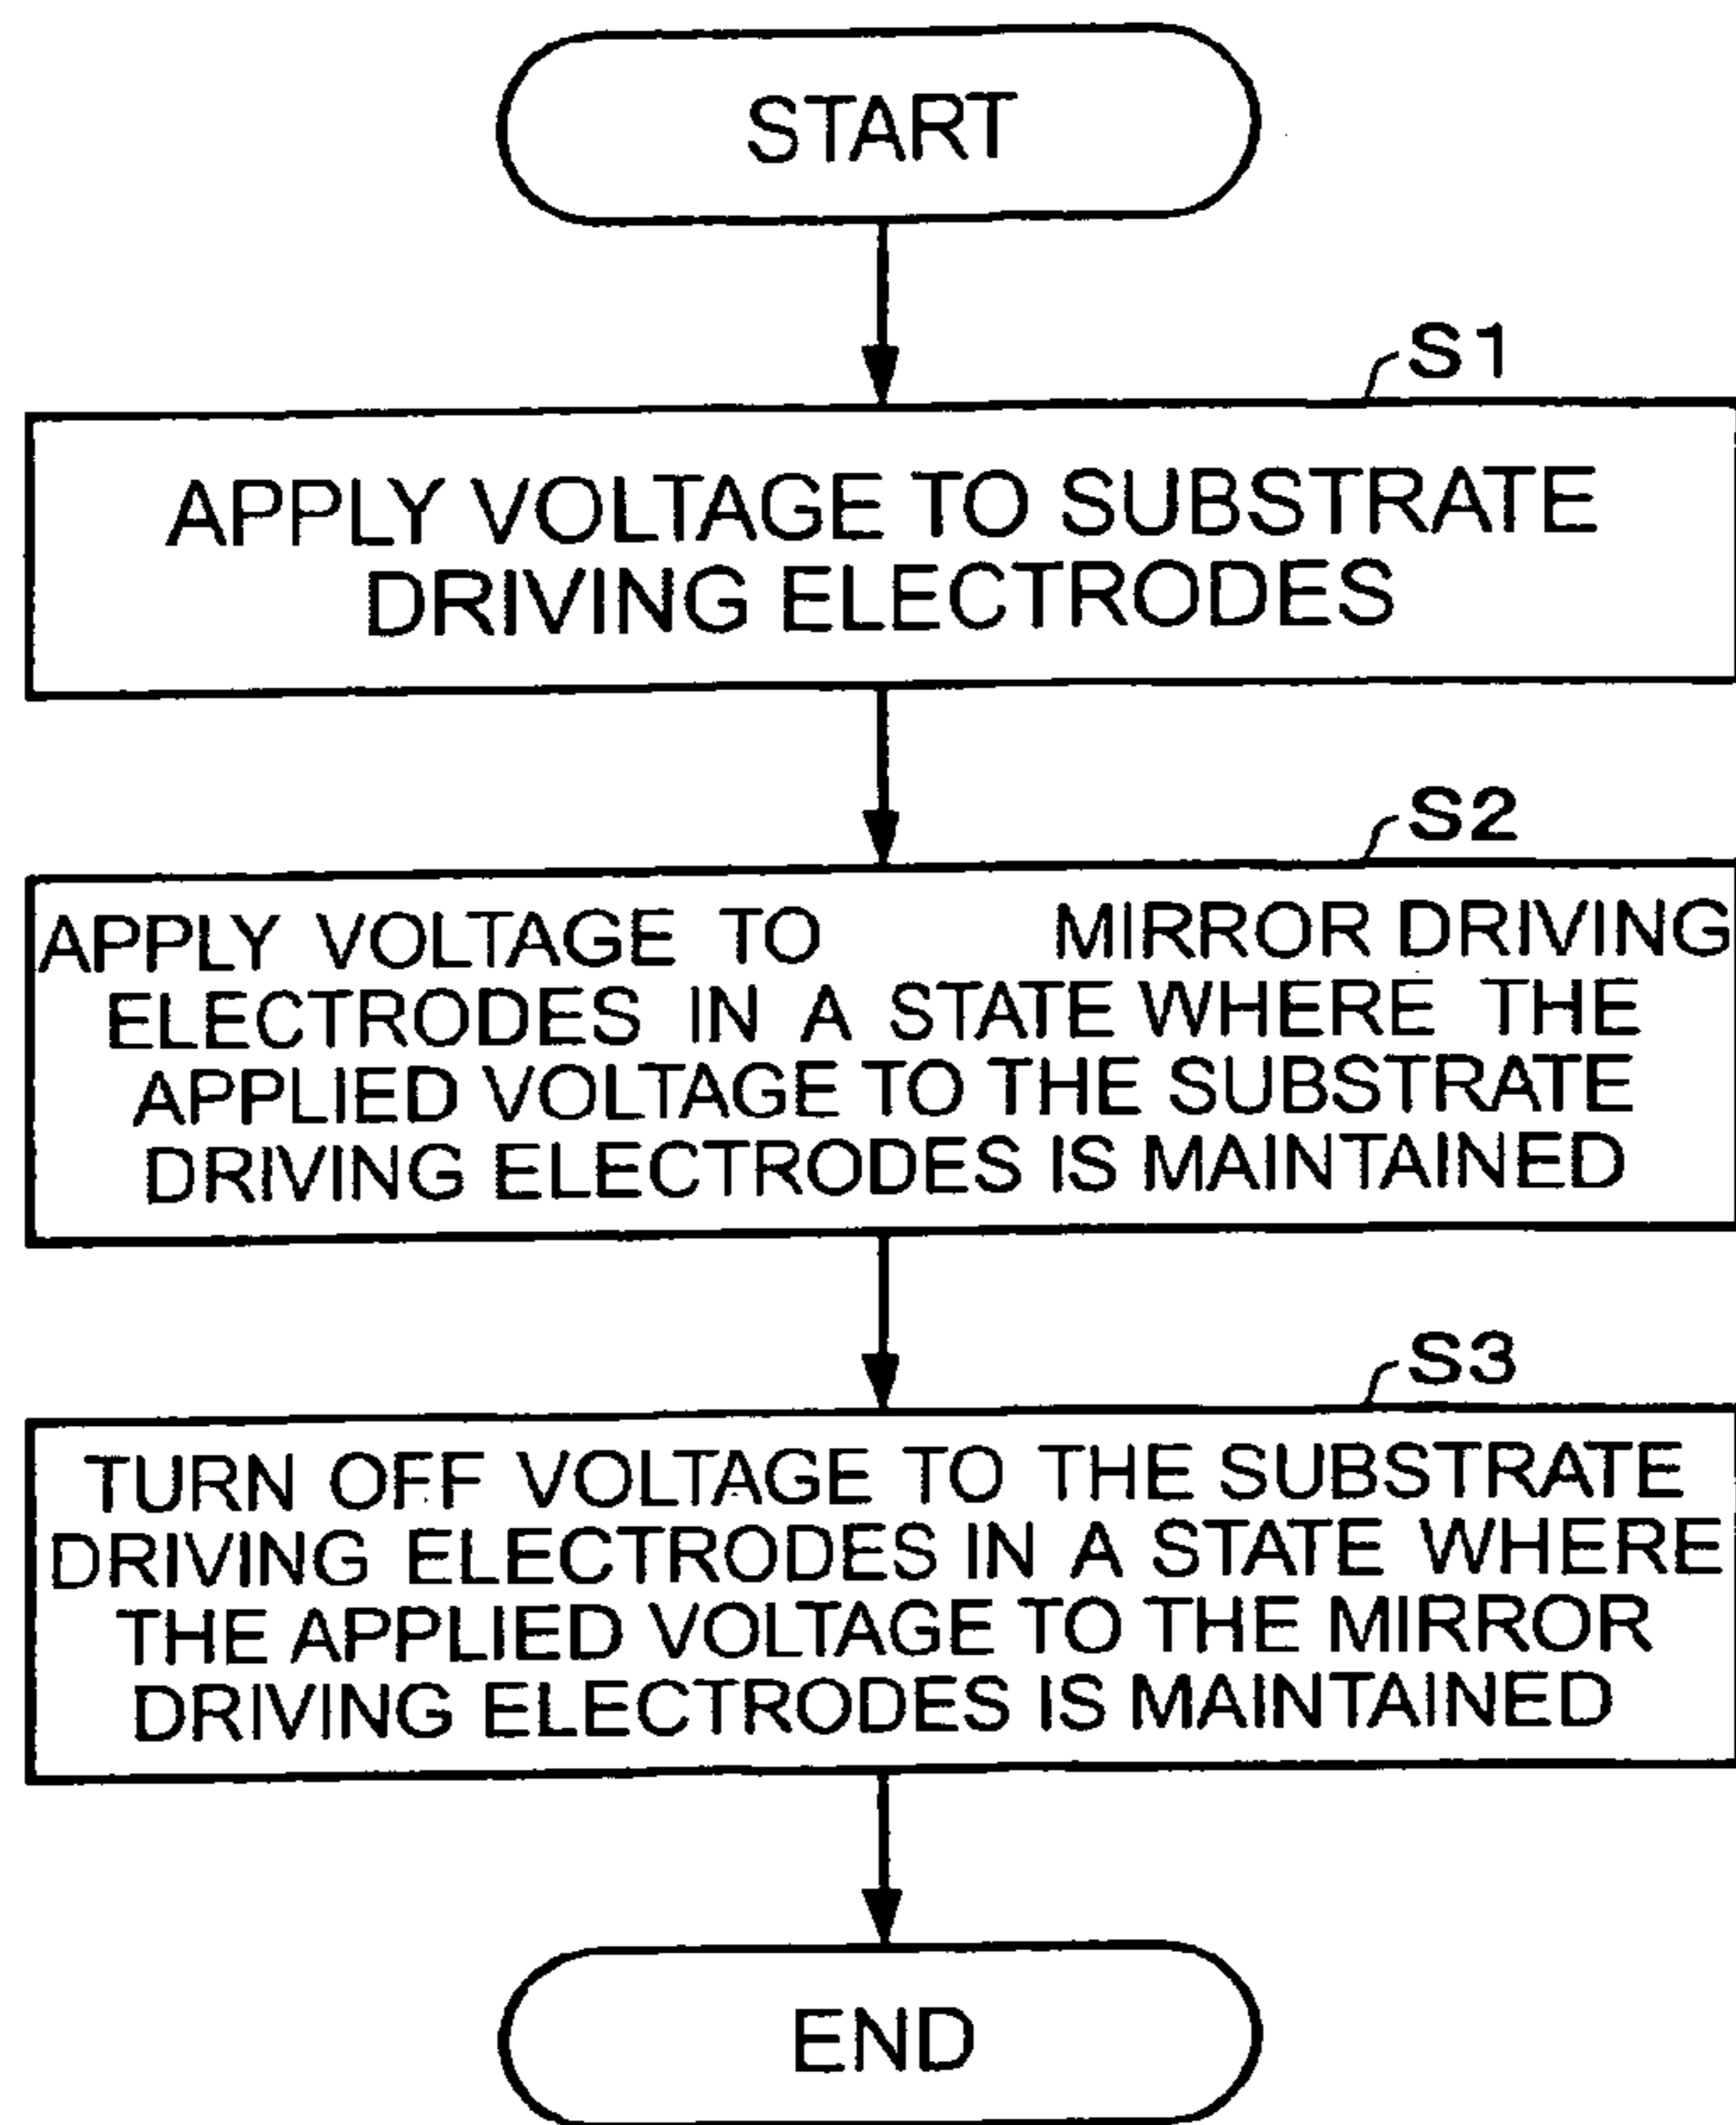 START
S1
APPLY VOLTAGE TO SUBSTRATE
DRIVING ELECTRODES
S2
APPLY VOLTAGE TO MIRROR DRIVING
ELECTRODES IN A STATE WHERE THE
APPLIED VOLTAGE TO THE SUBSTRATE
DRIVING ELECTRODES IS MAINTAINED
S3
TURN OFF VOLTAGE TO THE SUBSTRATE
DRIVING ELECTRODES IN A STATE WHERE
THE APPLIED VOLTAGE TO THE MIRROR
DRIVING ELECTRODES IS MAINTAINED
END